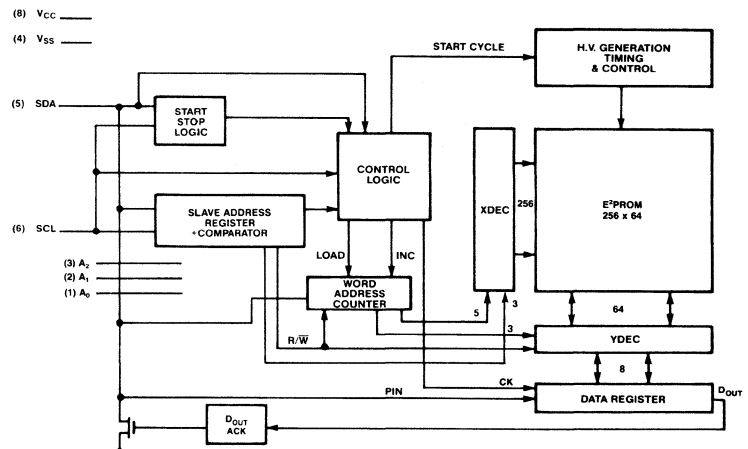 (8) VCC
(4) VSS
START CYCLE
H.V. GENERATION
TIMING
& CONTROL
(5) SDA
START
STOP
LOGIC
CONTROL
LOGIC
XDEC
256
E²PROM
256 x 64
SLAVE ADDRESS
REGISTER
+COMPARATOR
(6) SCL
LOAD
INC
(3) A₂
(2) A₁
(1) A₀
WORD
ADDRESS
COUNTER
5
3
64
R/W̅
3
YDEC
8
CK
PIN
DATA REGISTER
DOUT
DOUT
ACK